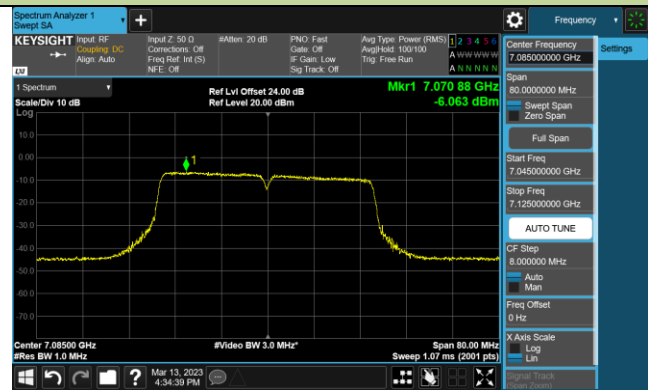 Spectrum Analyzer 1
Swept SA
Frequency
KEYSIGHT
Input: RF
Coupling: DC
Align: Auto
Input Z: 50 Ω
Corrections: Off
Freq Ref: Int (S)
NFE: Off
#Atten: 20 dB
PNO: Fast
Gate: Off
IF Gain: Low
Sig Track: Off
Avg Type: Power (RMS)
Avg|Hold: 100/100
Trig: Free Run
1 2 3 4 5 6
A W W W W W
A N N N N N
LXI
1 Spectrum
Scale/Div 10 dB
Log
Ref Lvl Offset 24.00 dB
Ref Level 20.00 dBm
Mkr1 7.070 88 GHz
-6.063 dBm
10.0
0.00
-10.0
-20.0
-30.0
-40.0
-50.0
-60.0
-70.0
1
Center 7.08500 GHz
#Res BW 1.0 MHz
#Video BW 3.0 MHz*
Span 80.00 MHz
Sweep 1.07 ms (2001 pts)
Center Frequency
7.085000000 GHz
Settings
Span
80.0000000 MHz
Swept Span
Zero Span
Full Span
Start Freq
7.045000000 GHz
Stop Freq
7.125000000 GHz
AUTO TUNE
CF Step
8.000000 MHz
Auto
Man
Freq Offset
0 Hz
X Axis Scale
Log
Lin
Signal Track
(Span Zoom)
?
Mar 13, 2023
4:34:39 PM